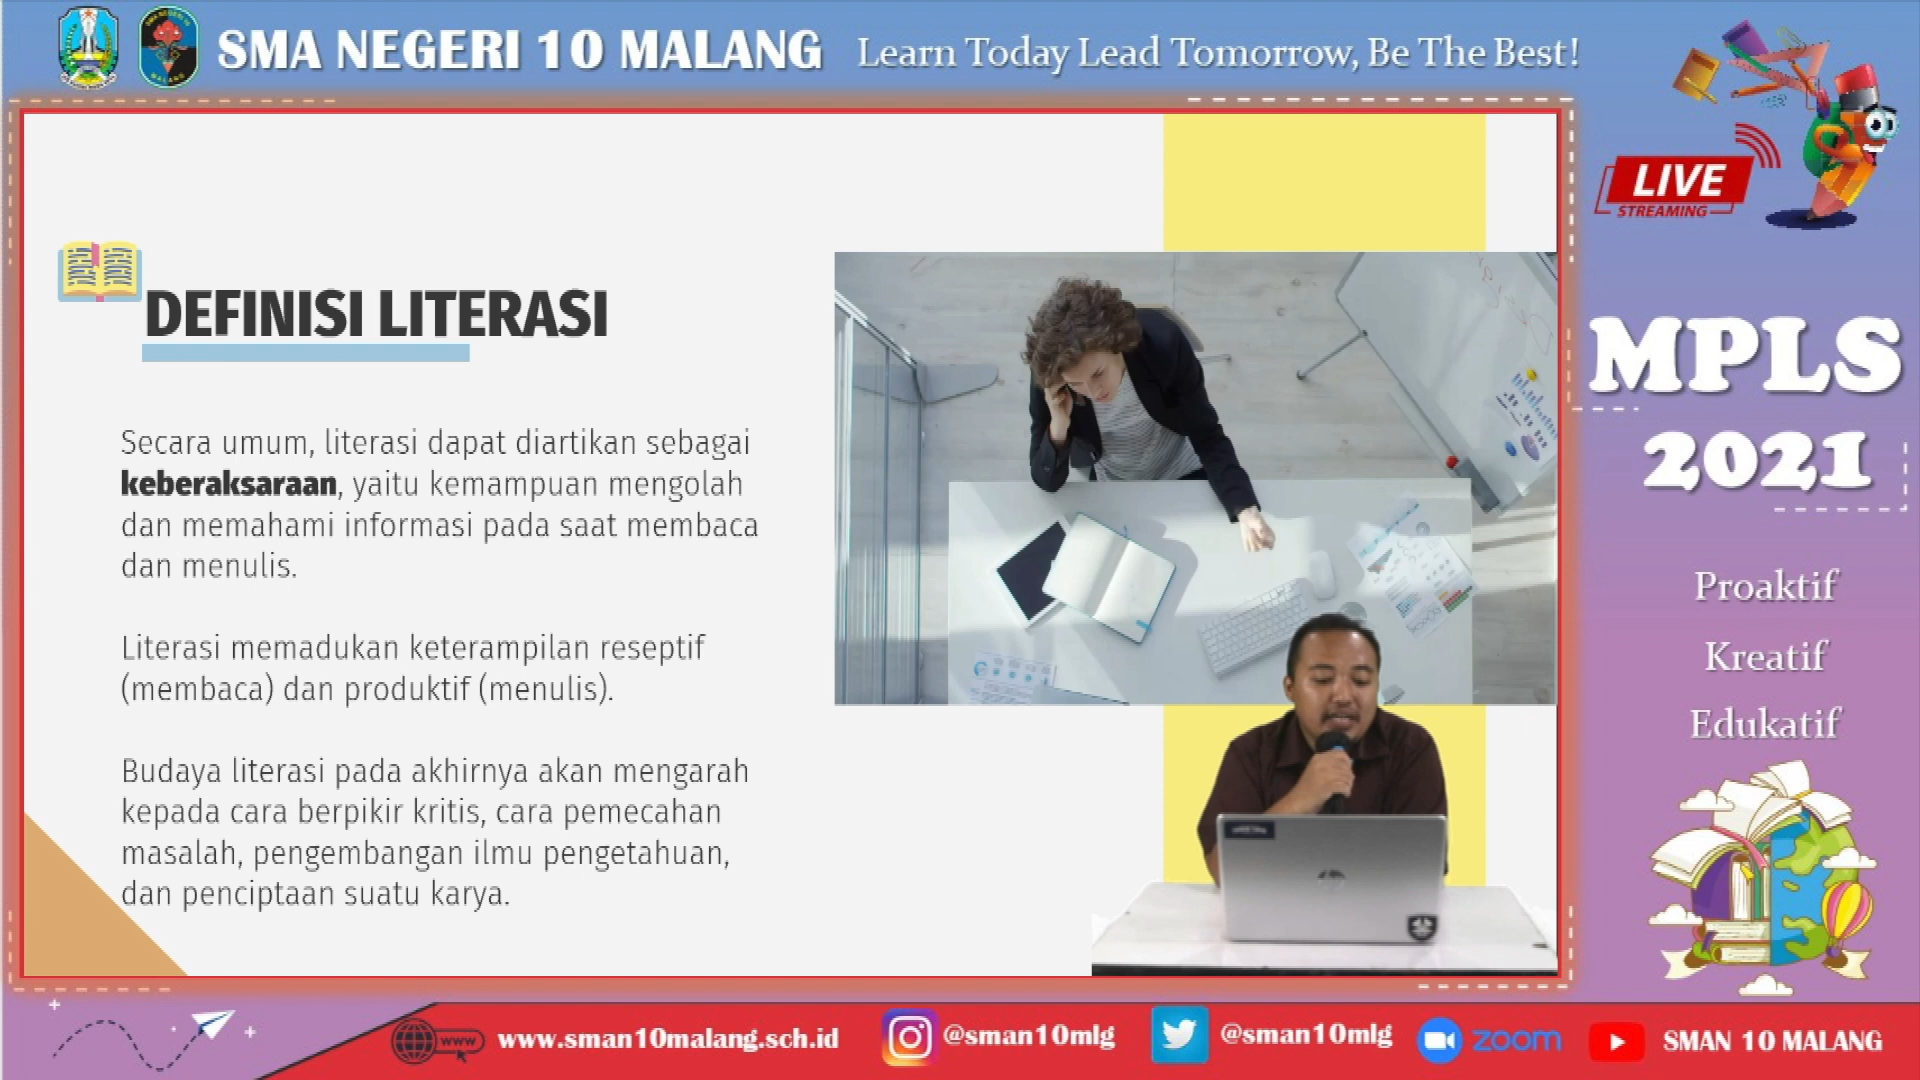 SMA NEGERI 10 MALANG
Learn Today Lead Tomorrow, Be The Best!
LIVE
STREAMING
DEFINISI LITERASI
Secara umum, literasi dapat diartikan sebagai
keberaksaraan, yaitu kemampuan mengolah
dan memahami informasi pada saat membaca
dan menulis.
Literasi memadukan keterampilan reseptif
(membaca) dan produktif (menulis).
Budaya literasi pada akhirnya akan mengarah
kepada cara berpikir kritis, cara pemecahan
masalah, pengembangan ilmu pengetahuan,
dan penciptaan suatu karya.
MPLS
2021
Proaktif
Kreatif
Edukatif
www
www.sman10malang.sch.id
@sman10mlg
@sman10mlg
zoom
SMAN 10 MALANG